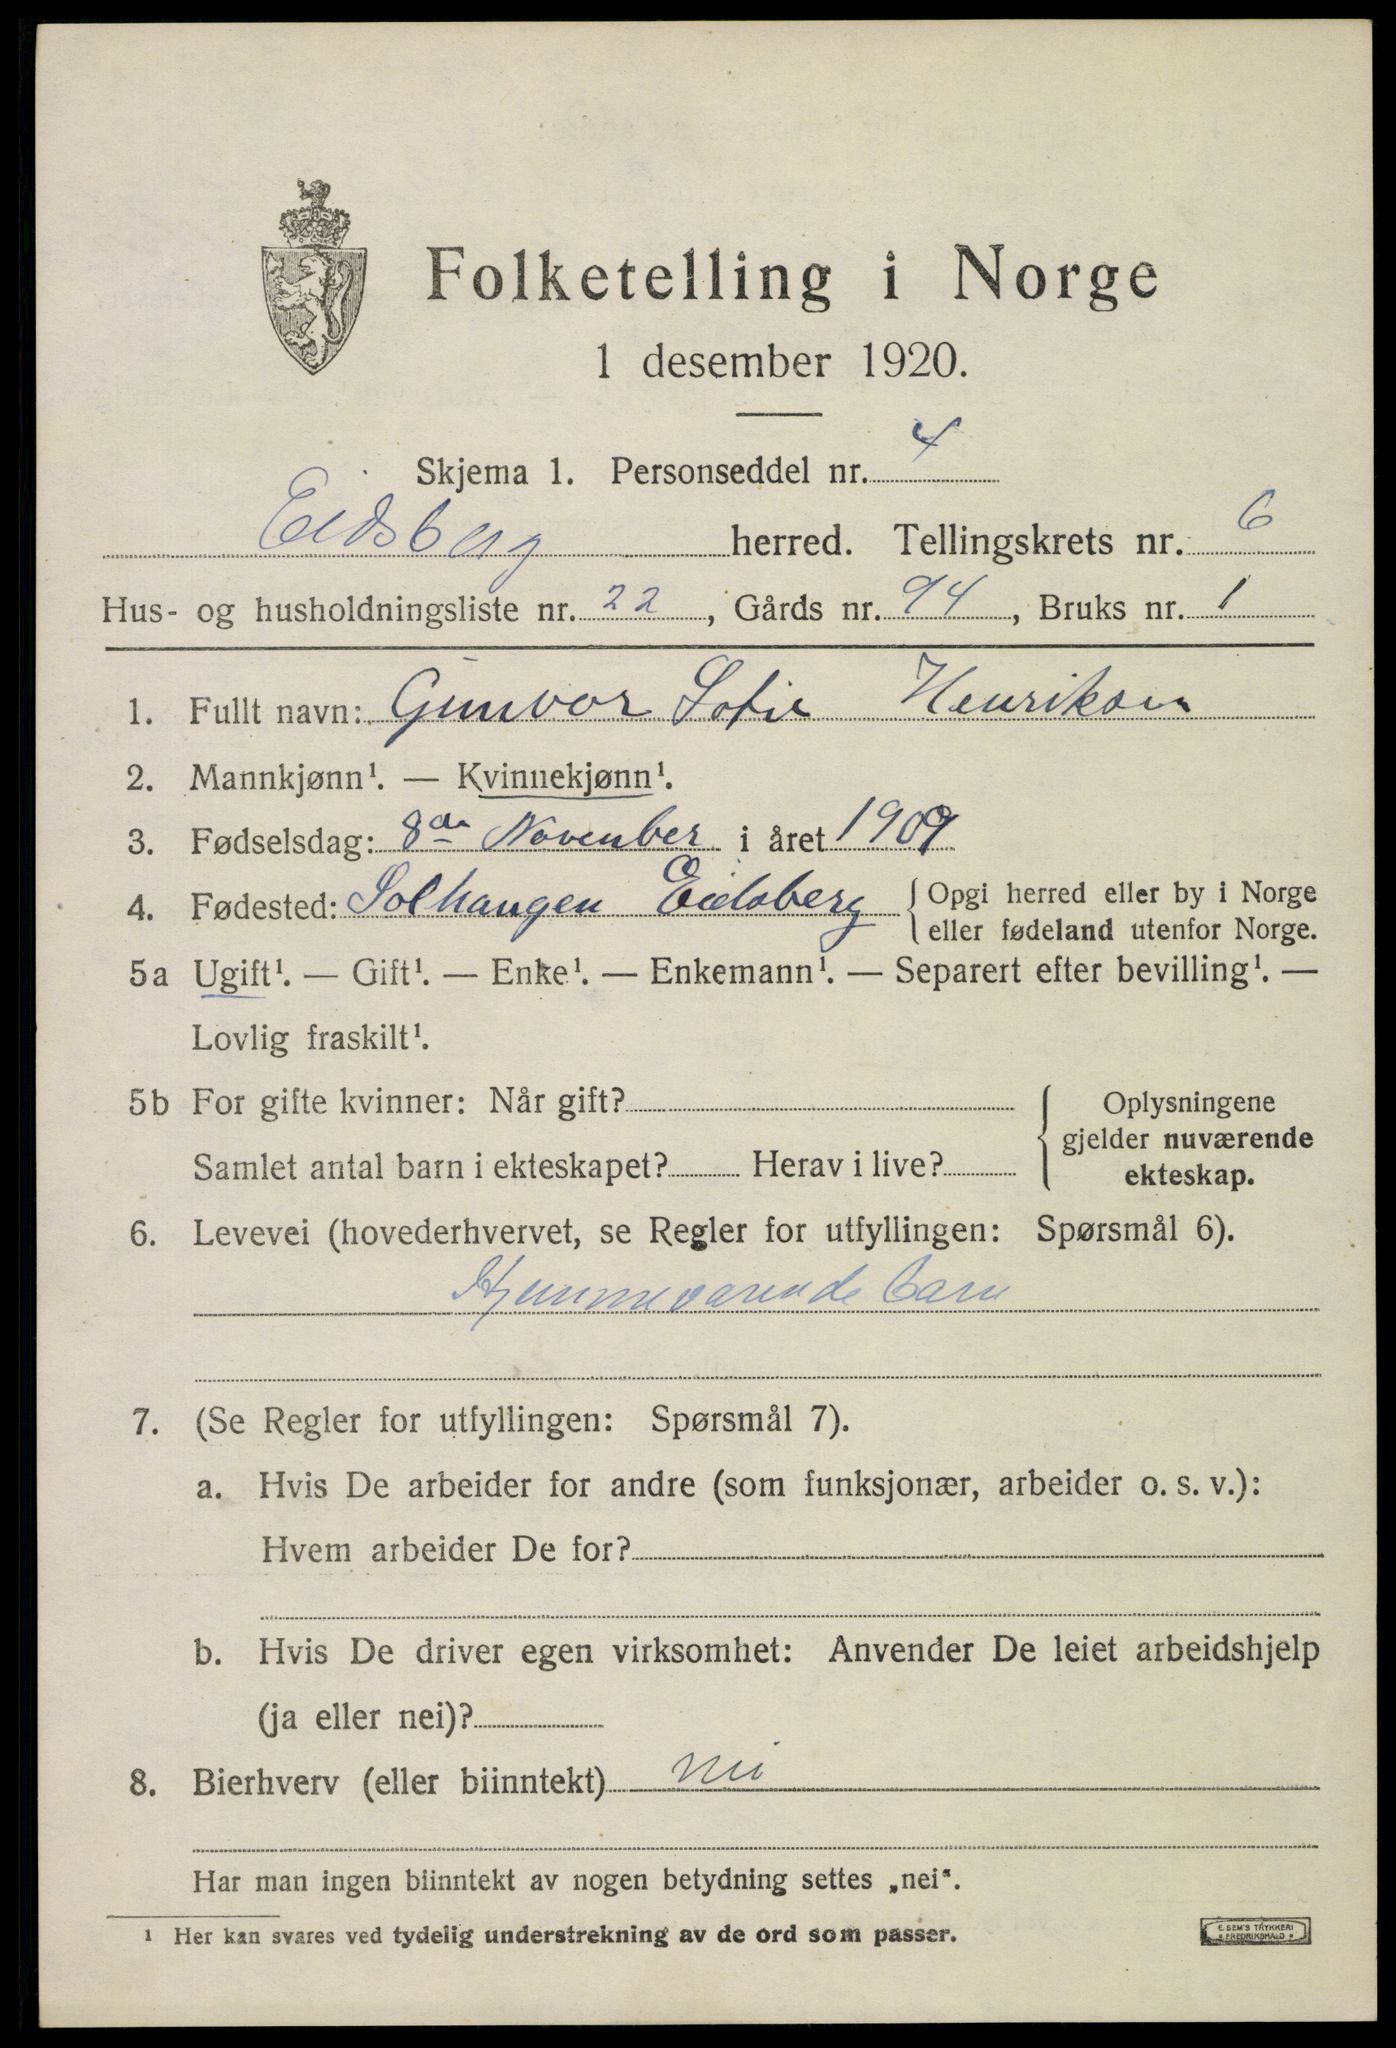 Folketelling i Norge
1 desember 1920.
Skjema 1. Personseddel nr. 4
Eidsberg herred. Tellingskrets nr. 6
Hus- og husholdningsliste nr. 22, Gårds nr. 94, Bruks nr. 1
1. Fullt navn: Gunvor Sofie Henriksen
2. Mannkjønn¹. — Kvinnekjønn¹.
3. Fødselsdag: 8de November i året 1909
4. Fødested: Solhaugen Eidsberg { Opgi herred eller by i Norge
eller fødeland utenfor Norge.
5a Ugift¹. — Gift¹. — Enke¹. — Enkemann¹. — Separert efter bevilling¹. —
Lovlig fraskilt¹.
5b For gifte kvinner: Når gift? { Oplysningene
gjelder nuværende
Samlet antal barn i ekteskapet? Herav i live?
ekteskap.
6. Levevei (hovederhvervet, se Regler for utfyllingen: Spørsmål 6).
Hjemmeværende barn
7. (Se Regler for utfyllingen: Spørsmål 7).
a. Hvis De arbeider for andre (som funksjonær, arbeider o. s. v.):
Hvem arbeider De for?
b. Hvis De driver egen virksomhet: Anvender De leiet arbeidshjelp
(ja eller nei)?
8. Bierhverv (eller biinntekt) nei
Har man ingen biinntekt av nogen betydning settes „nei“.
¹ Her kan svares ved tydelig understrekning av de ord som passer.
E. SEM'S TRYKKERI
FREDRIKSHALD